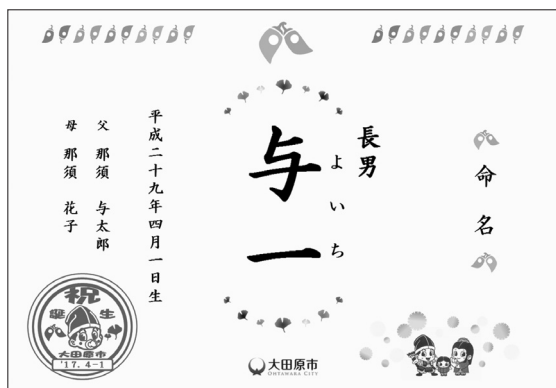 命名
長男
与一
よいち
平成二十九年四月一日生
父 那須 与太郎
母 那須 花子
祝
誕生
大田原市
'17.4-1
大田原市
OHTAWARA CITY